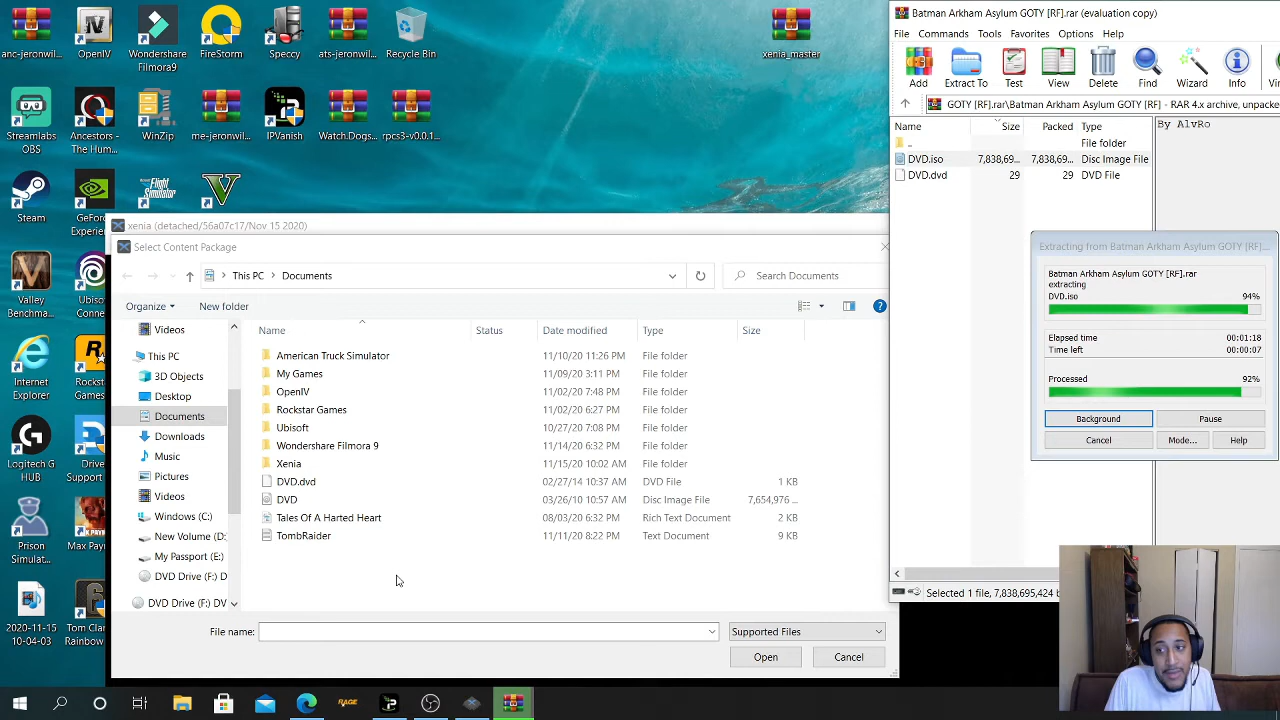 anc-jeronwil...
OpenIV
Wondershare
Filmora9
FireStorm
Speccy
ats-jeronwil...
Recycle Bin
xenia_master
Streamlabs
OBS
Ancestors -
The Hum...
WinZip
me-jeronwil...
IPVanish
Watch.Dogs...
rpcs3-v0.0.1...
Steam
GeForce
Experien...
Flight
Simulator
Valley
Benchma...
Ubisoft
Connect
Internet
Explorer
Rockstar
Games
Logitech G
HUB
Drive
Support
Prison
Simulat...
Max Payn
2020-11-15
10-04-03
Tom Clan
Rainbow
xenia (detached/56a07c17/Nov 15 2020)
Select Content Package
This PC > Documents
Search Documents
Organize
New folder
Videos
This PC
3D Objects
Desktop
Documents
Downloads
Music
Pictures
Videos
Windows (C:)
New Volume (D:
My Passport (E:)
DVD Drive (F:) D
DVD Drive (F:) DV
Name Status Date modified Type Size
American Truck Simulator 11/10/20 11:26 PM File folder
My Games 11/09/20 3:11 PM File folder
OpenIV 11/02/20 7:48 PM File folder
Rockstar Games 11/02/20 6:27 PM File folder
Ubisoft 10/27/20 7:08 PM File folder
Wondershare Filmora 9 11/14/20 6:32 PM File folder
Xenia 11/15/20 10:02 AM File folder
DVD.dvd 02/27/14 10:37 AM DVD File 1 KB
DVD 03/26/10 10:57 AM Disc Image File 7,654,976 ...
Tales Of A Harted Heart 08/03/20 6:32 PM Rich Text Document 2 KB
TombRaider 11/11/20 8:22 PM Text Document 9 KB
File name:
Supported Files
Open
Cancel
Batman Arkham Asylum GOTY [RF].rar (evaluation copy)
File Commands Tools Favorites Options Help
Add Extract To Test View Delete Find Wizard Info
GOTY [RF].rar\Batman Arkham Asylum GOTY [RF] - RAR 4.x archive, unpacke
Name Size Packed Type
.. File folder
DVD.iso 7,838,69... 7,838,69... Disc Image File
DVD.dvd 29 29 DVD File
By AlvRo
Extracting from Batman Arkham Asylum GOTY [RF]...
Batman Arkham Asylum GOTY [RF].rar
extracting
DVD.iso 94%
Elapsed time 00:01:18
Time left 00:00:07
Processed 92%
Background
Pause
Cancel
Mode...
Help
Selected 1 file, 7,838,695,424 b
RAGE